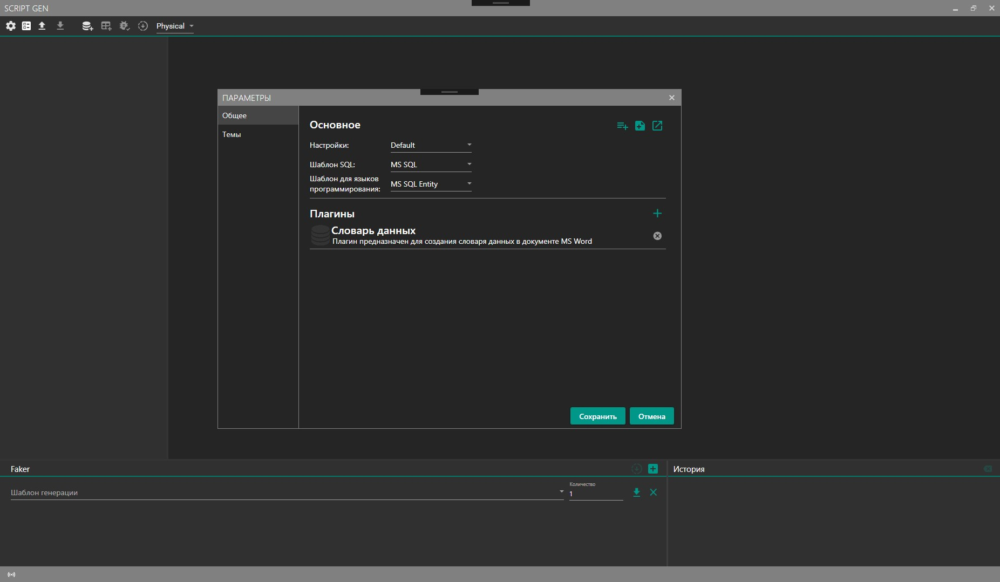 SCRIPT GEN
Physical
ПАРАМЕТРЫ
Общее
Темы
Основное
Настройки:
Default
Шаблон SQL:
MS SQL
Шаблон для языков
программирования:
MS SQL Entity
Плагины
Словарь данных
Плагин предназначен для создания словаря данных в документе MS Word
Сохранить
Отмена
Faker
История
Шаблон генерации
Количество
1